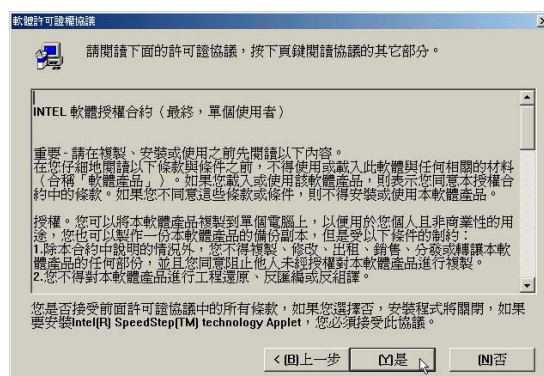 軟體許可證權協議
請閱讀下面的許可證協議，按下頁鍵閱讀協議的其它部分。
INTEL 軟體授權合約（最終，單個使用者）
重要 - 請在複製、安裝或使用之前先閱讀以下內容。
在您仔細地閱讀以下條款與條件之前，不得使用或載入此軟體與任何相關的材料
（合稱「軟體產品」）。如果您載入或使用該軟體產品，則表示您同意本授權合
約中的條款。如果您不同意這些條款或條件，則不得安裝或使用本軟體產品。
授權。您可以將本軟體產品複製到單個電腦上，以便用於您個人且非商業性的用
途，您也可以製作一份本軟體產品的備份副本，但是受以下條件的制約：
1.除本合約中說明的情況外，您不得複製、修改、出租、銷售、分發或轉讓本軟
體產品的任何部份，並且您同意阻止他人未經授權對本軟體產品進行複製。
2.您不得對本軟體產品進行工程還原、反匯編或反組譯。
您是否接受前面許可證協議中的所有條款，如果您選擇否，安裝程式將關閉，如果
要安裝Intel(R) SpeedStep(TM) technology Applet，您必須接受此協議。
< (B)上一步
(Y)是
(N)否